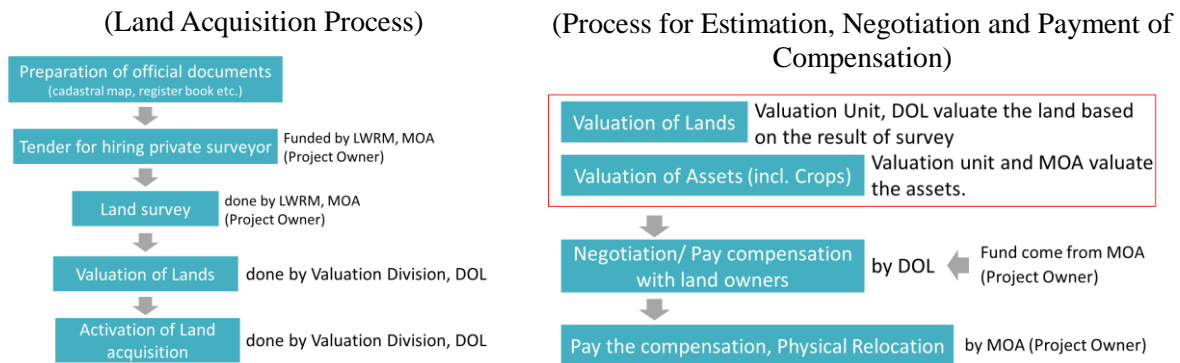 (Land Acquisition Process)
Preparation of official documents
(cadastral map, register book etc.)
Tender for hiring private surveyor
Funded by LWRM, MOA
(Project Owner)
Land survey
done by LWRM, MOA
(Project Owner)
Valuation of Lands
done by Valuation Division, DOL
Activation of Land
acquisition
done by Valuation Division, DOL
(Process for Estimation, Negotiation and Payment of
Compensation)
Valuation of Lands
Valuation Unit, DOL valuate the land based
on the result of survey
Valuation of Assets (incl. Crops)
Valuation unit and MOA valuate
the assets.
Negotiation/ Pay compensation
with land owners
by DOL
Fund come from MOA
(Project Owner)
Pay the compensation, Physical Relocation
by MOA (Project Owner)